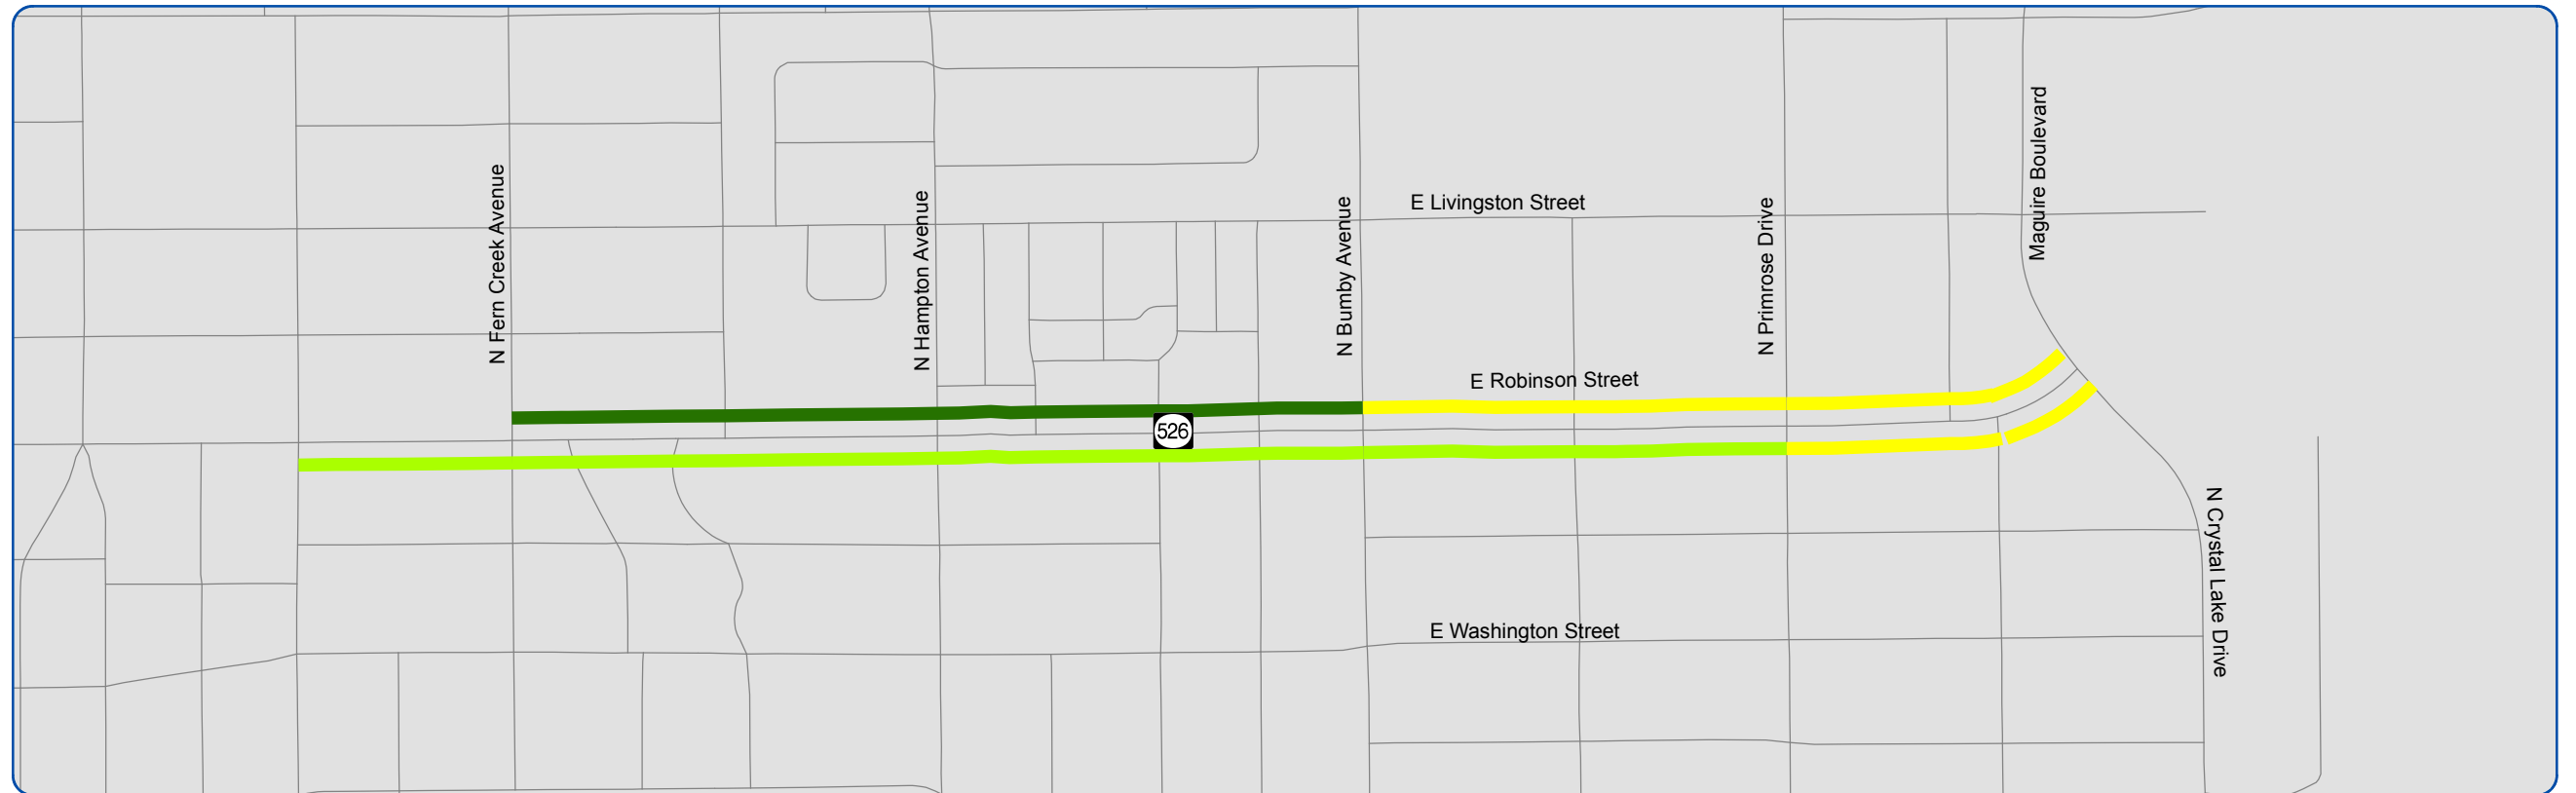 N Fern Creek Avenue
N Hampton Avenue
N Bumby Avenue
E Livingston Street
N Primrose Drive
Maguire Boulevard
E Robinson Street
526
N Crystal Lake Drive
E Washington Street